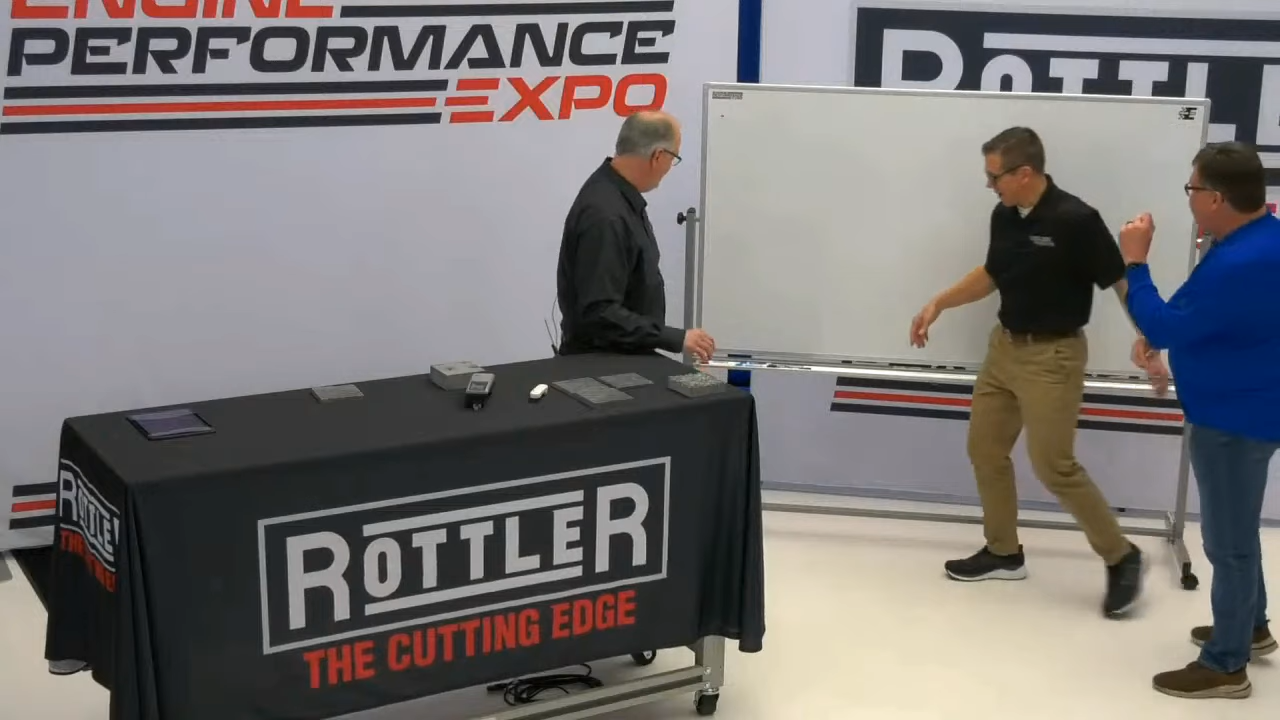 ENGINE
PERFORMANCE
EXPO
ROTTLER
ROTTLER
THE CUTTING EDGE
ROTTLER